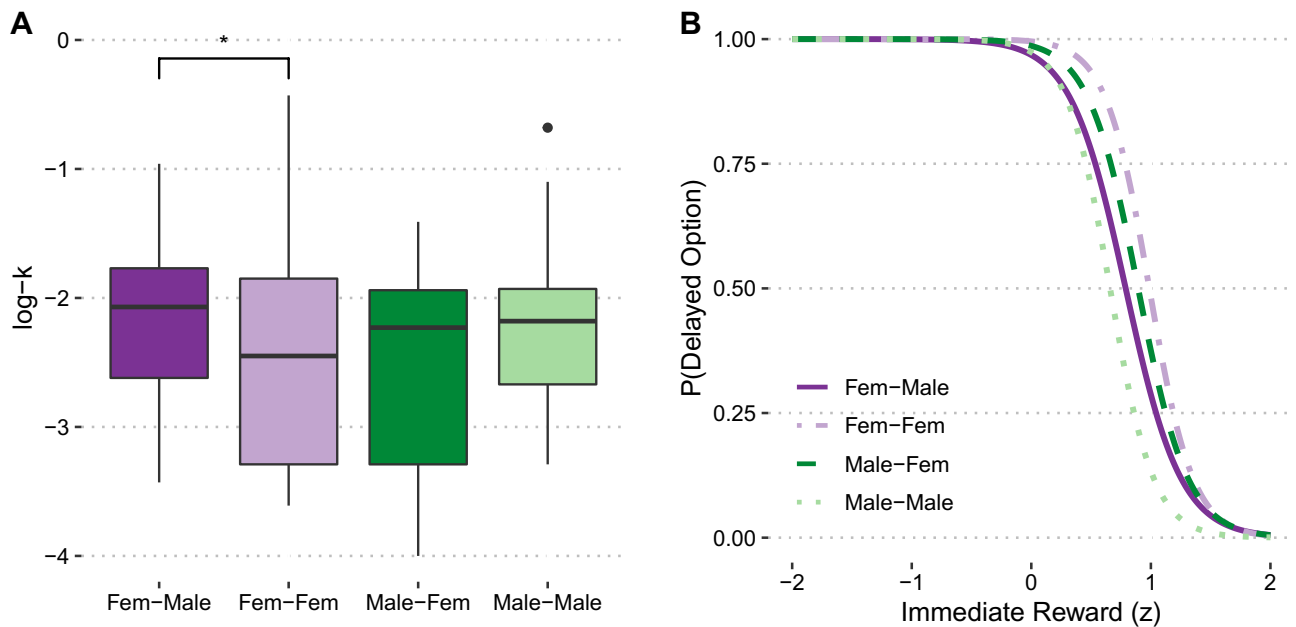 A
*
0
−1
−2
−3
−4
log−k
Fem−Male
Fem−Fem
Male−Fem
Male−Male
B
1.00
0.75
0.50
0.25
0.00
P(Delayed Option)
Fem−Male
Fem−Fem
Male−Fem
Male−Male
−2
−1
0
1
2
Immediate Reward (z)